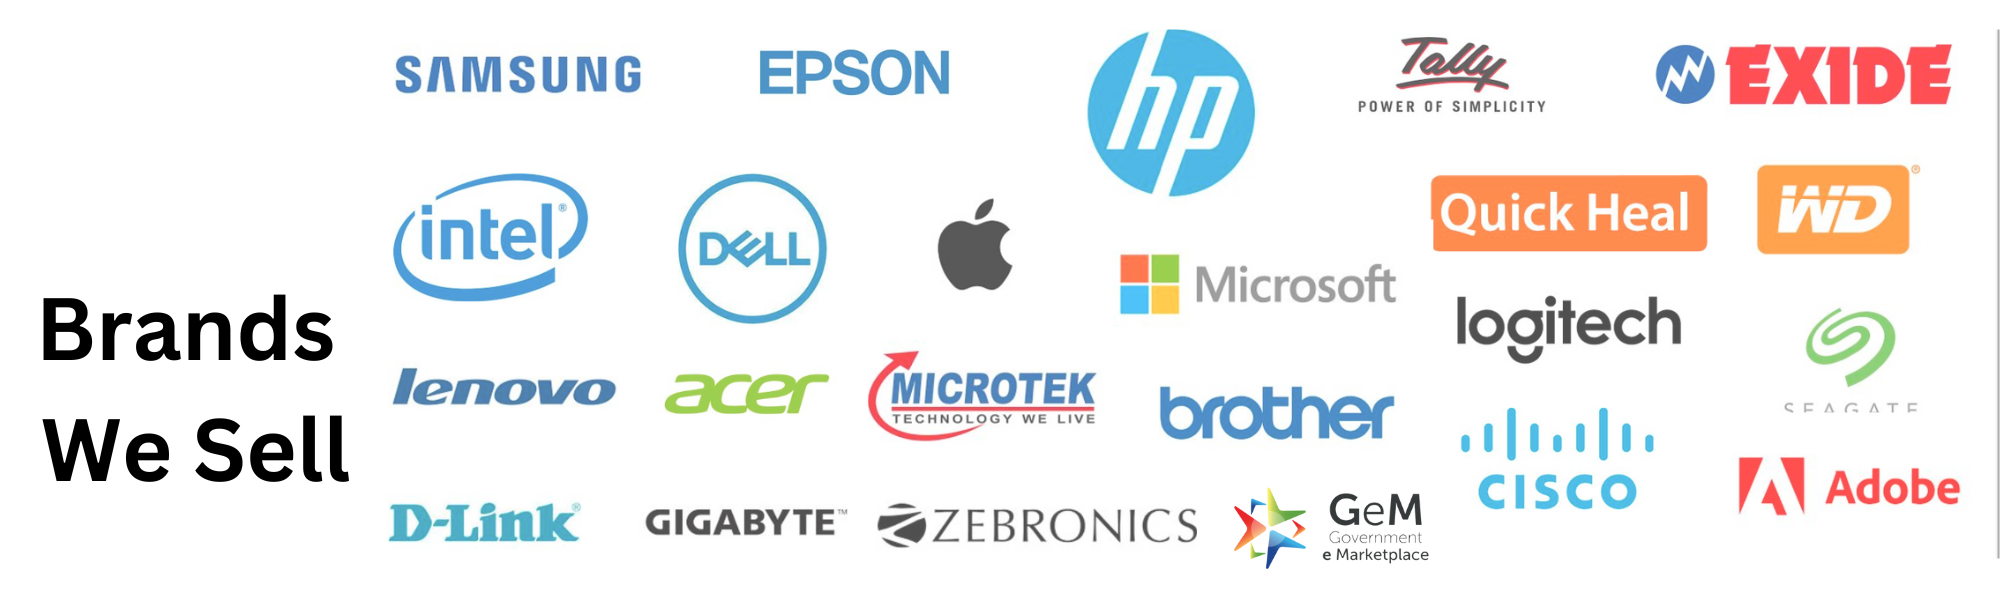 Brands
We Sell
SAMSUNG
EPSON
hp
Tally
POWER OF SIMPLICITY
EXIDE
intel®
DELL
Microsoft
Quick Heal
WD®
logitech
SEAGATE
lenovo
acer
MICROTEK
TECHNOLOGY WE LIVE
brother
CISCO
Adobe
D-Link®
GIGABYTE™
ZEBRONICS
GeM
Government
e Marketplace